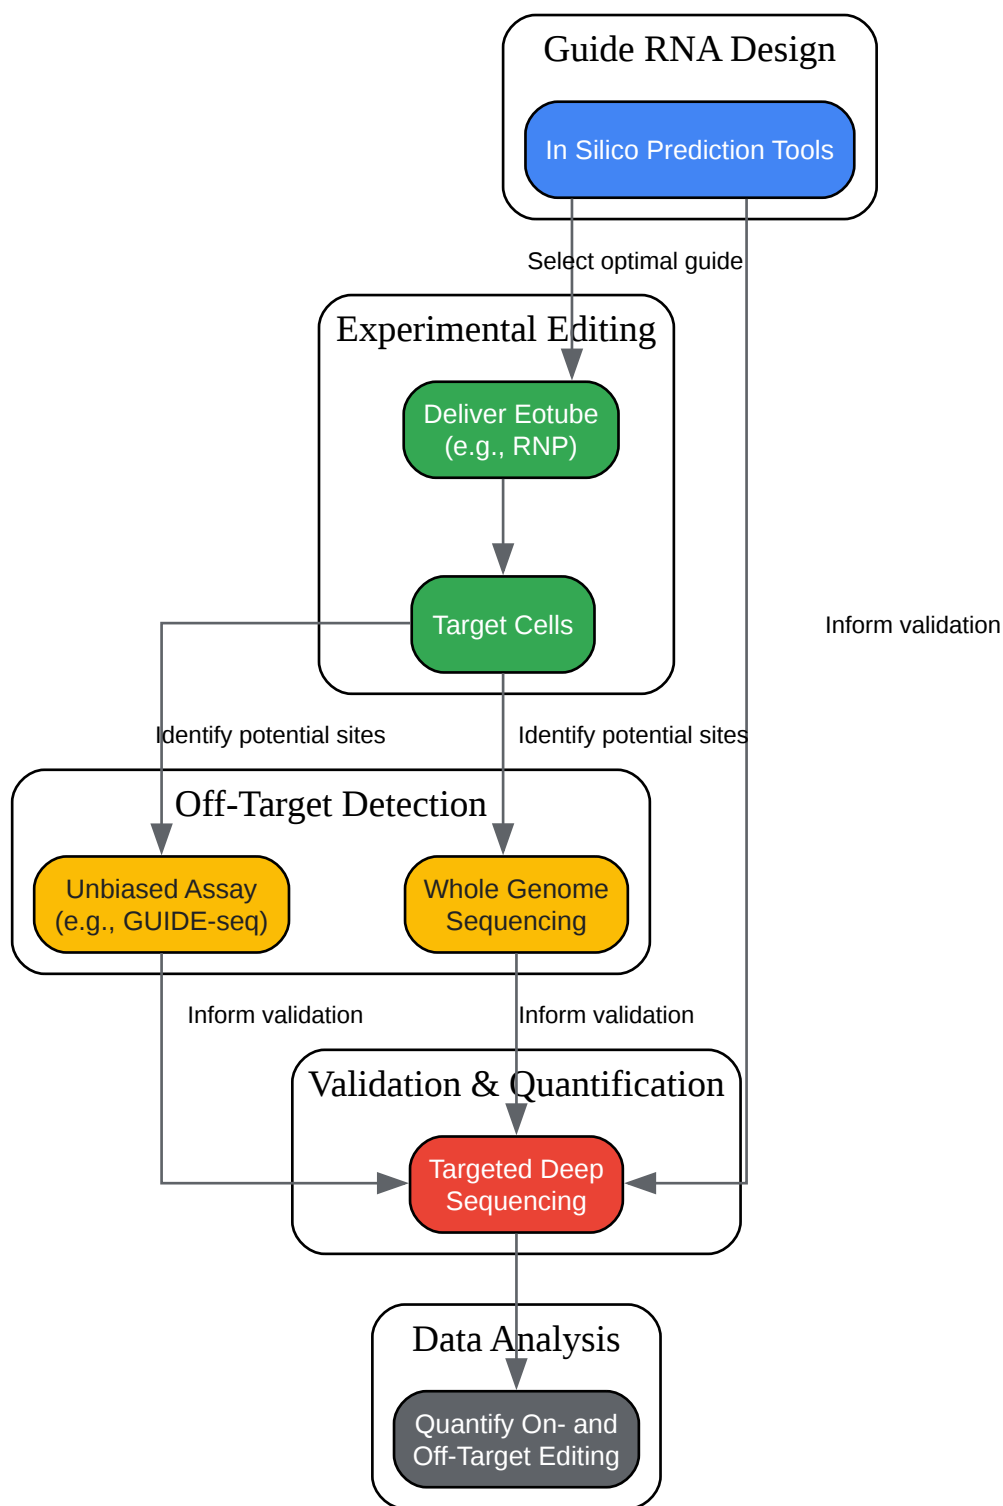 Guide RNA Design
In Silico Prediction Tools
Select optimal guide
Experimental Editing
Deliver Eotube
(e.g., RNP)
Target Cells
Inform validation
Identify potential sites
Identify potential sites
Off-Target Detection
Unbiased Assay
(e.g., GUIDE-seq)
Whole Genome
Sequencing
Inform validation
Inform validation
Validation & Quantification
Targeted Deep
Sequencing
Data Analysis
Quantify On- and
Off-Target Editing